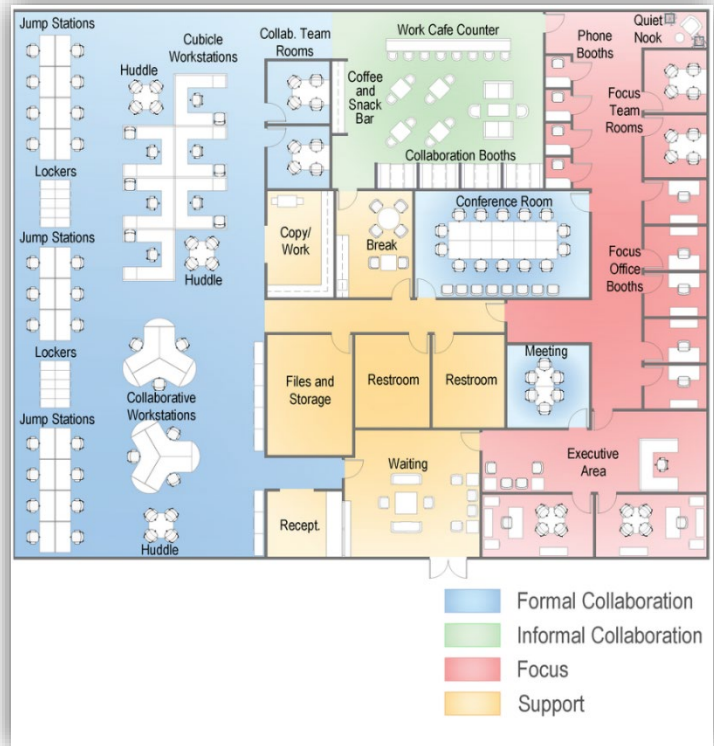 Jump Stations
Cubicle
Workstations
Collab. Team
Rooms
Work Cafe Counter
Phone
Booths
Quiet
Nook
Huddle
Coffee
and
Snack
Bar
Focus
Team
Rooms
Lockers
Collaboration Booths
Jump Stations
Huddle
Copy/
Work
Break
Conference Room
Focus
Office
Booths
Lockers
Collaborative
Workstations
Files and
Storage
Restroom
Restroom
Meeting
Jump Stations
Huddle
Recept.
Waiting
Executive
Area
Formal Collaboration
Informal Collaboration
Focus
Support